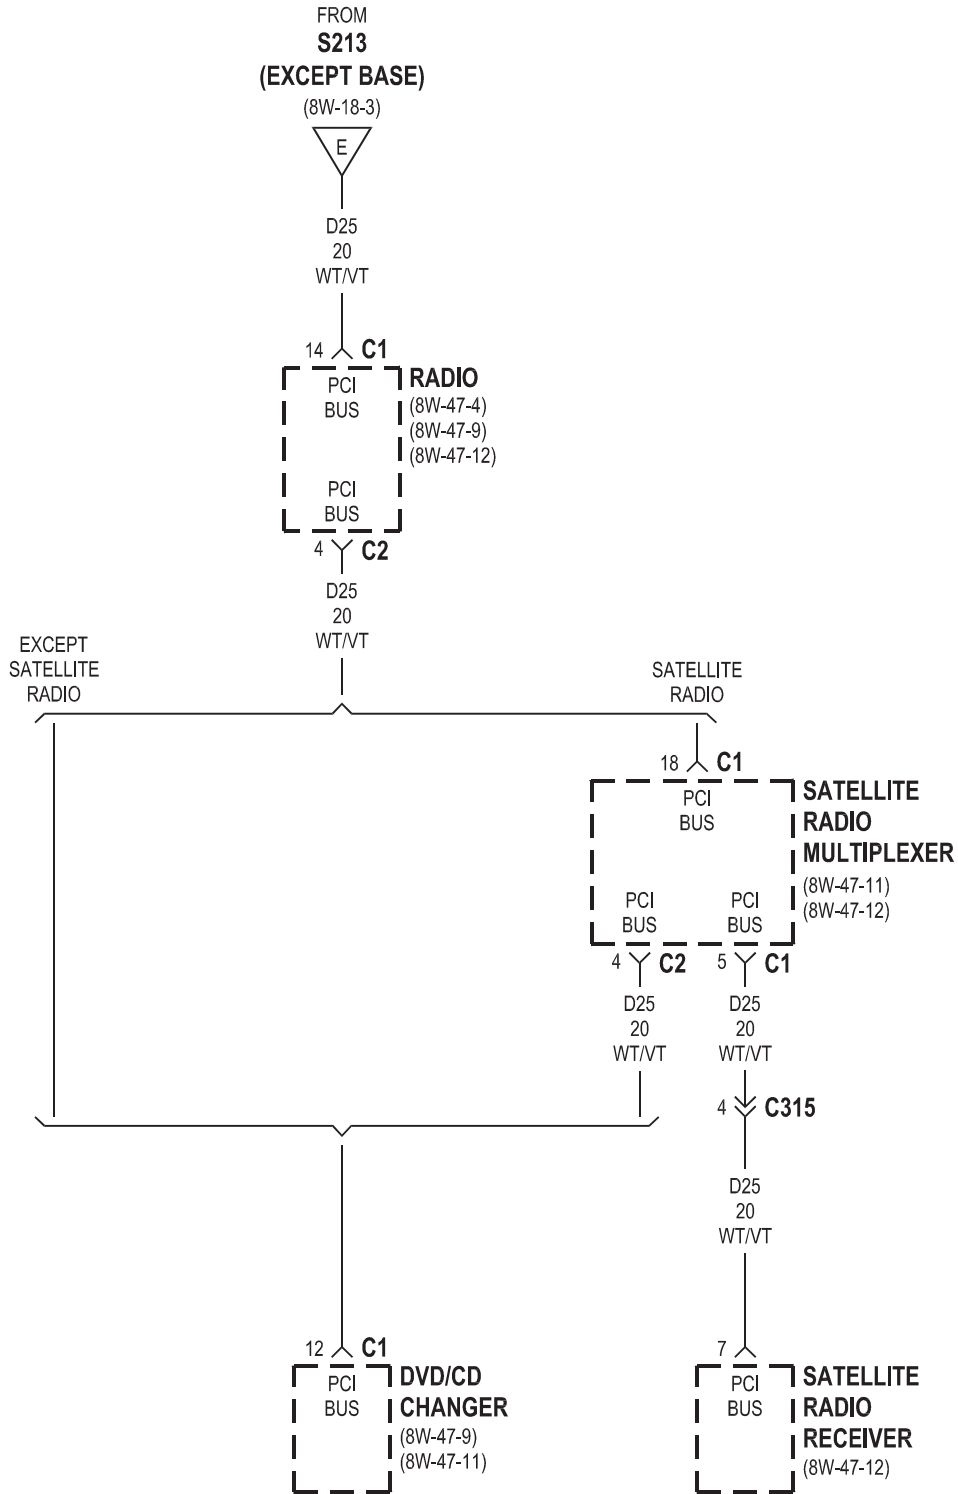 FROM
S213
(EXCEPT BASE)
(8W-18-3)
E
D25
20
WT/VT
14
C1
PCI
BUS
RADIO
(8W-47-4)
(8W-47-9)
(8W-47-12)
PCI
BUS
4
C2
D25
20
WT/VT
EXCEPT
SATELLITE
RADIO
SATELLITE
RADIO
18
C1
PCI
BUS
SATELLITE
RADIO
MULTIPLEXER
(8W-47-11)
(8W-47-12)
PCI
BUS
PCI
BUS
4
C2
5
C1
D25
20
WT/VT
D25
20
WT/VT
4
C315
D25
20
WT/VT
12
C1
PCI
BUS
DVD/CD
CHANGER
(8W-47-9)
(8W-47-11)
7
PCI
BUS
SATELLITE
RADIO
RECEIVER
(8W-47-12)